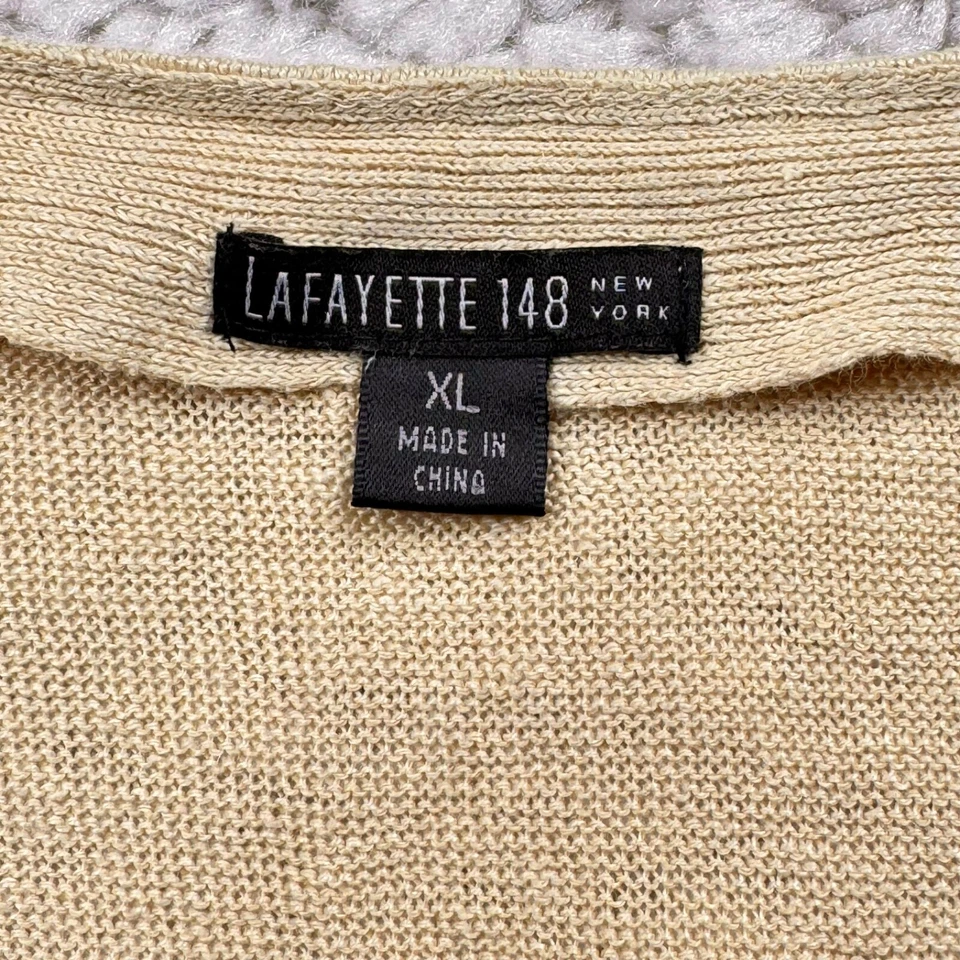 LAFAYETTE 148 NEW YORK
XL
MADE IN
CHINA